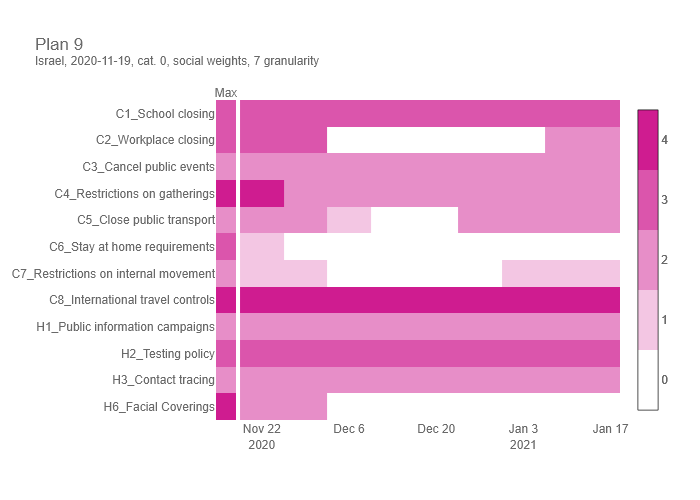 Plan 9
Israel, 2020-11-19, cat. 0, social weights, 7 granularity
Max
C1_School closing
C2_Workplace closing
C3_Cancel public events
C4_Restrictions on gatherings
C5_Close public transport
C6_Stay at home requirements
C7_Restrictions on internal movement
C8_International travel controls
H1_Public information campaigns
H2_Testing policy
H3_Contact tracing
H6_Facial Coverings
Nov 22 Dec 6 Dec 20 Jan 3 Jan 17
2020 2021
4
3
2
1
0